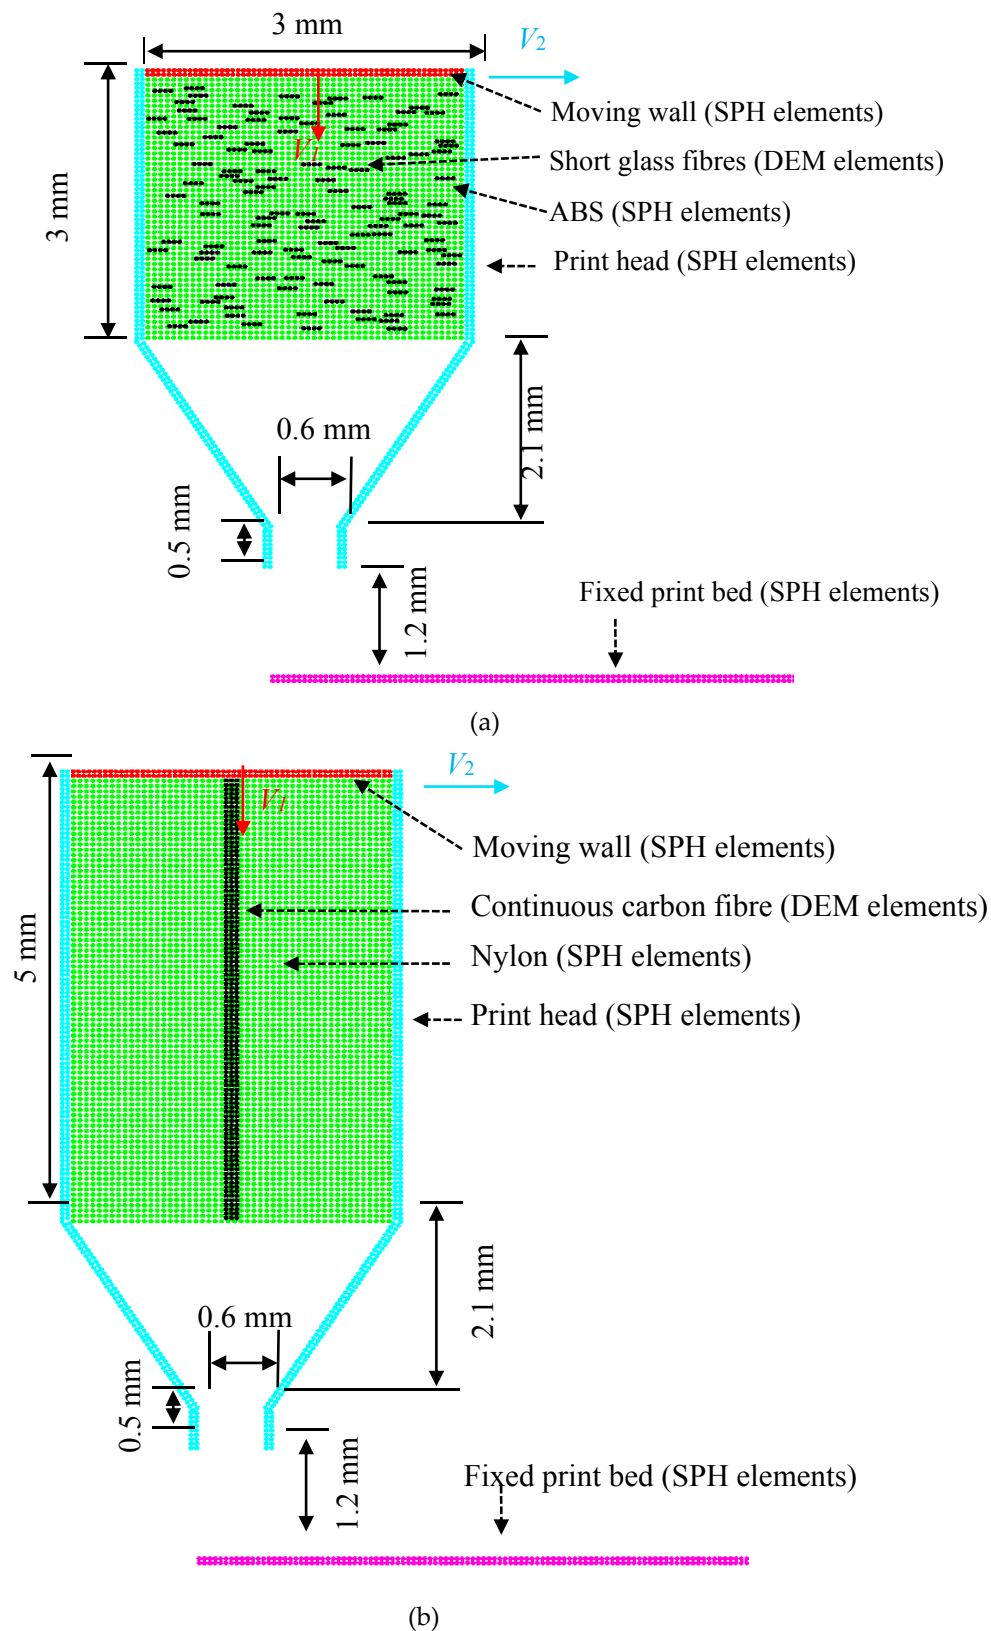 3 mm
V2
Moving wall (SPH elements)
V1
Short glass fibres (DEM elements)
ABS (SPH elements)
3 mm
Print head (SPH elements)
0.6 mm
2.1 mm
0.5 mm
1.2 mm
Fixed print bed (SPH elements)
(a)
V2
V1
Moving wall (SPH elements)
Continuous carbon fibre (DEM elements)
Nylon (SPH elements)
5 mm
Print head (SPH elements)
2.1 mm
0.6 mm
0.5 mm
1.2 mm
Fixed print bed (SPH elements)
(b)